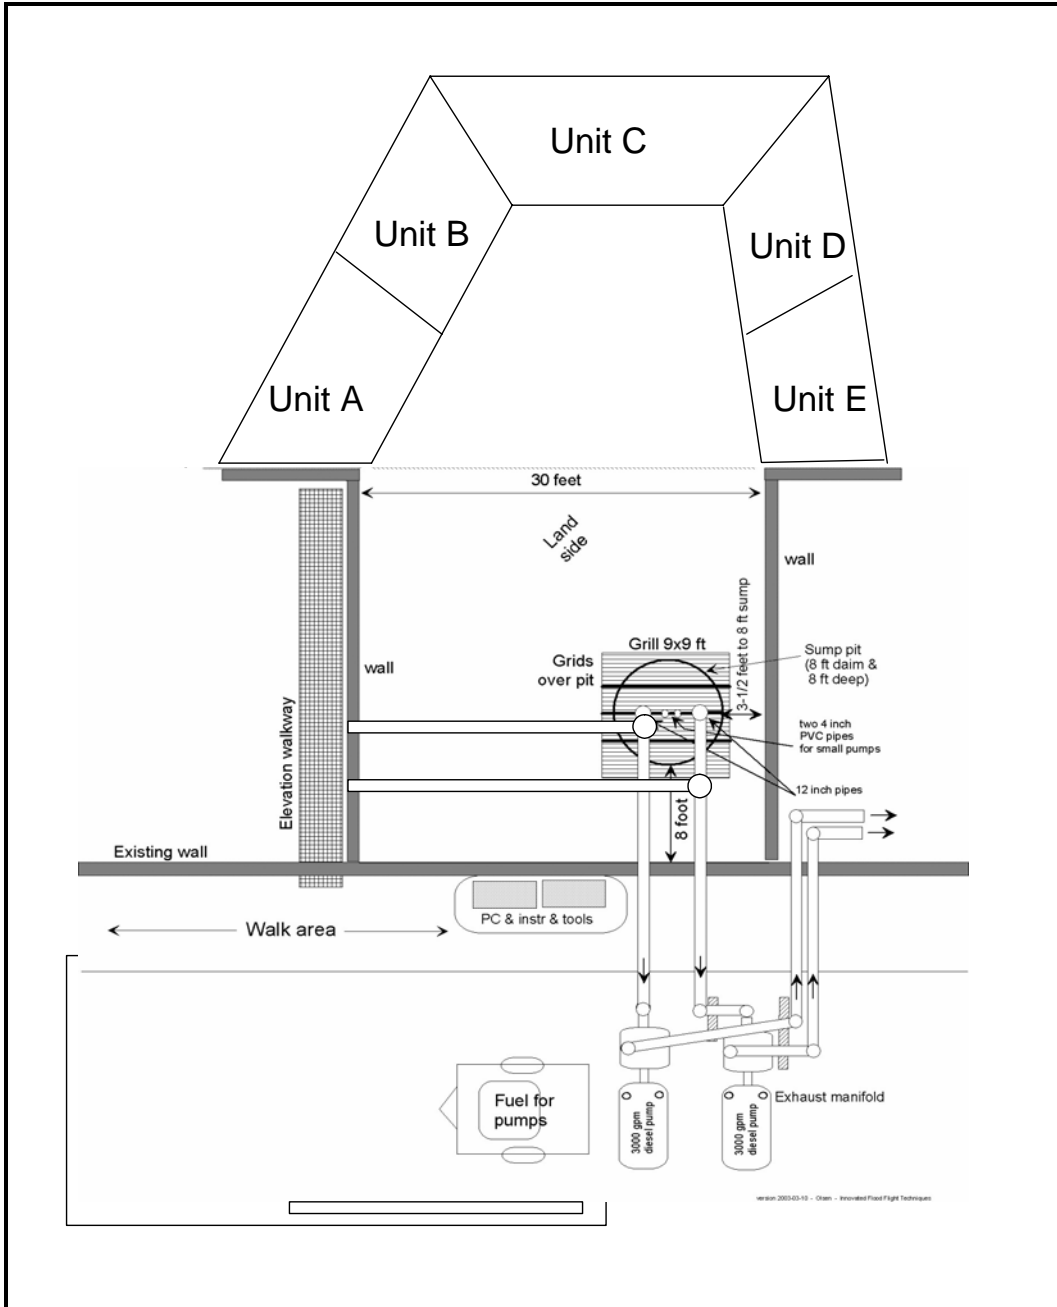 Unit C
Unit B
Unit D
Unit A
Unit E
30 feet
Land
side
wall
wall
3-1/2 feet to 8 ft sump
Grill 9x9 ft
Grids
over pit
Sump pit
(8 ft daim &
8 ft deep)
two 4 inch
PVC pipes
for small pumps
12 inch pipes
8 foot
Elevation walkway
Existing wall
PC & instr & tools
Walk area
Fuel for
pumps
3000 gpm
diesel pump
3000 gpm
diesel pump
Exhaust manifold
version 2003-03-10 - Olsen - Innovated Flood Flight Techniques